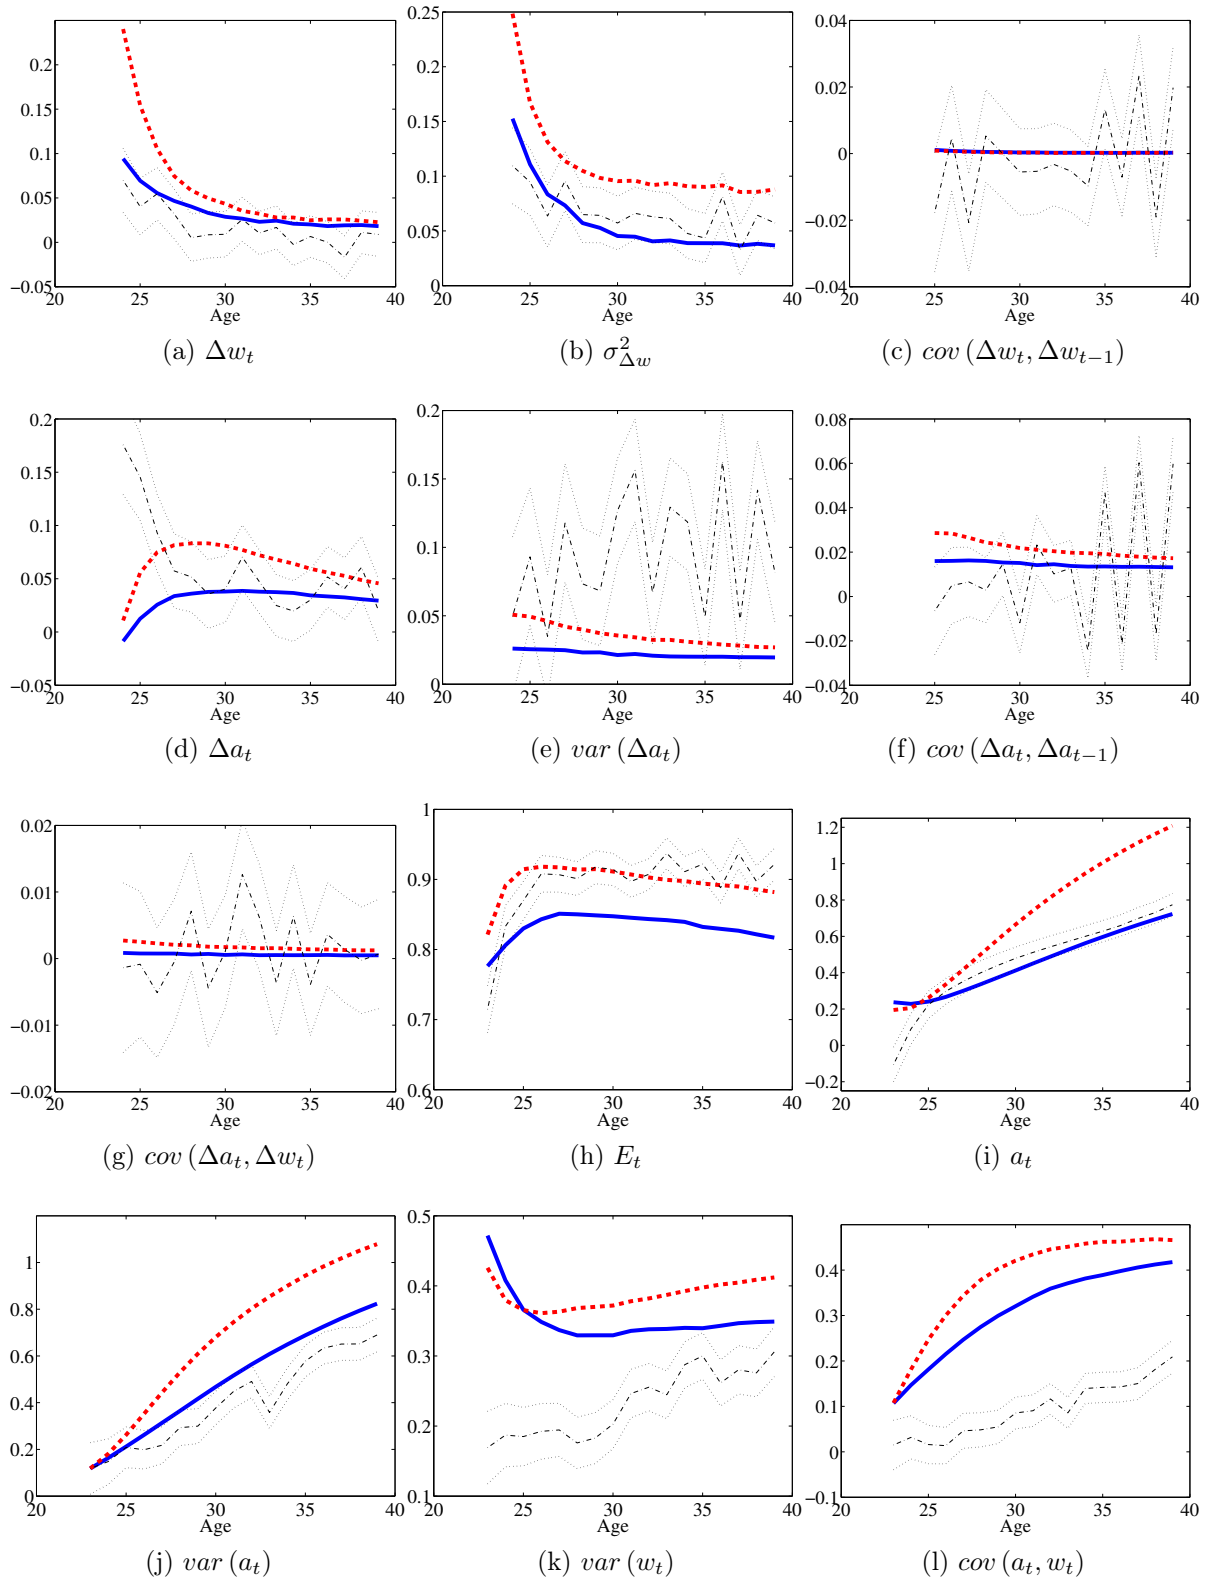 0.2
0.15
0.1
0.05
0
−0.05
20 25 30 35 40
Age
(a) Δw_t
0.25
0.2
0.15
0.1
0.05
0
20 25 30 35 40
Age
(b) σ²_Δw
0.04
0.02
0
−0.02
−0.04
20 25 30 35 40
Age
(c) cov (Δw_t, Δw_{t−1})
0.2
0.15
0.1
0.05
0
−0.05
20 25 30 35 40
Age
(d) Δa_t
0.2
0.15
0.1
0.05
0
20 25 30 35 40
Age
(e) var (Δa_t)
0.08
0.06
0.04
0.02
0
−0.02
−0.04
20 25 30 35 40
Age
(f) cov (Δa_t, Δa_{t−1})
0.02
0.01
0
−0.01
−0.02
20 25 30 35 40
Age
(g) cov (Δa_t, Δw_t)
1
0.9
0.8
0.7
0.6
20 25 30 35 40
Age
(h) E_t
1.2
1
0.8
0.6
0.4
0.2
0
−0.2
20 25 30 35 40
Age
(i) a_t
1
0.8
0.6
0.4
0.2
0
20 25 30 35 40
Age
(j) var (a_t)
0.5
0.4
0.3
0.2
0.1
20 25 30 35 40
Age
(k) var (w_t)
0.4
0.3
0.2
0.1
0
−0.1
20 25 30 35 40
Age
(l) cov (a_t, w_t)